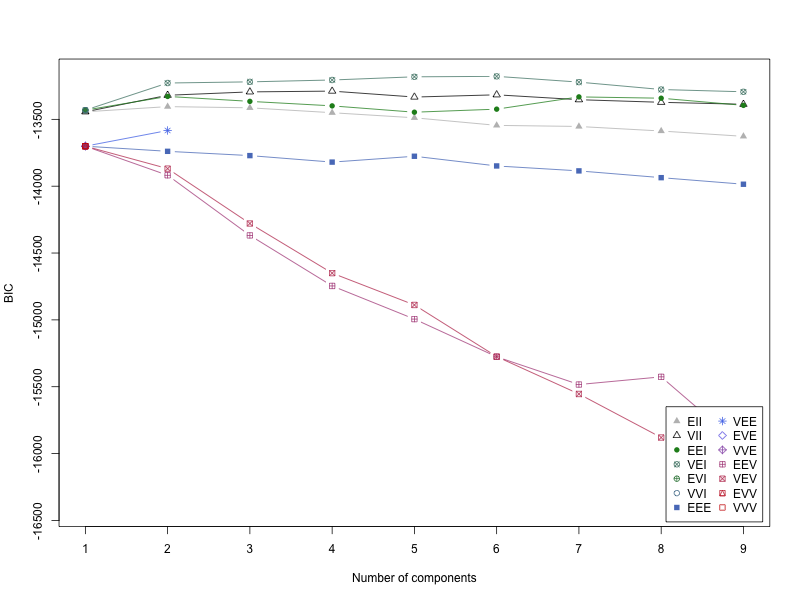 BIC
-13500
-14000
-14500
-15000
-15500
-16000
-16500
1 2 3 4 5 6 7 8 9
Number of components
EII VEE
VII EVE
EEI VVE
VEI EEV
EVI VEV
VVI EVV
EEE VVV